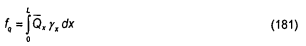 f_q = ∫_0^L Q̄_x γ_x dx (181)